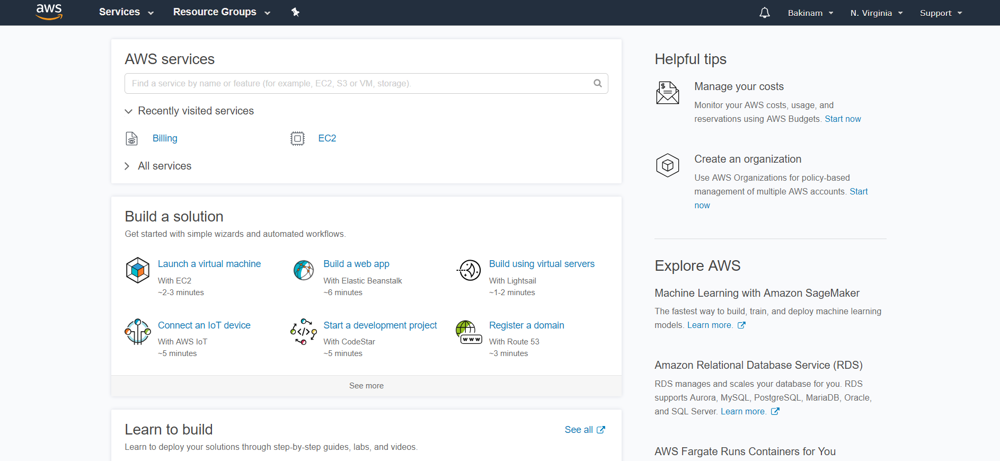 aws
Services
Resource Groups
Bakinam
N. Virginia
Support
AWS services
Find a service by name or feature (for example, EC2, S3 or VM, storage).
Recently visited services
Billing
EC2
All services
Build a solution
Get started with simple wizards and automated workflows.
Launch a virtual machine
With EC2
~2-3 minutes
Build a web app
With Elastic Beanstalk
~6 minutes
Build using virtual servers
With Lightsail
~1-2 minutes
Connect an IoT device
With AWS IoT
~5 minutes
Start a development project
With CodeStar
~5 minutes
Register a domain
With Route 53
~3 minutes
See more
Learn to build
See all
Learn to deploy your solutions through step-by-step guides, labs, and videos.
Helpful tips
Manage your costs
Monitor your AWS costs, usage, and
reservations using AWS Budgets. Start now
Create an organization
Use AWS Organizations for policy-based
management of multiple AWS accounts. Start
now
Explore AWS
Machine Learning with Amazon SageMaker
The fastest way to build, train, and deploy machine learning
models. Learn more.
Amazon Relational Database Service (RDS)
RDS manages and scales your database for you. RDS
supports Aurora, MySQL, PostgreSQL, MariaDB, Oracle,
and SQL Server. Learn more.
AWS Fargate Runs Containers for You